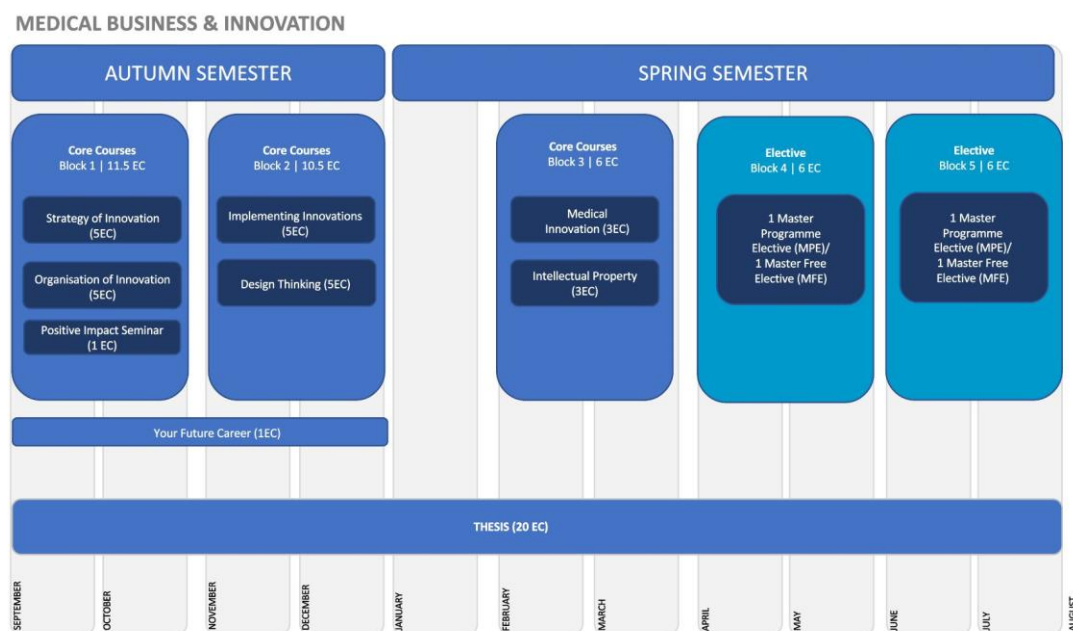 MEDICAL BUSINESS & INNOVATION
AUTUMN SEMESTER
SPRING SEMESTER
Core Courses
Block 1 | 11.5 EC
Strategy of Innovation
(5EC)
Organisation of Innovation
(5EC)
Positive Impact Seminar
(1 EC)
Core Courses
Block 2 | 10.5 EC
Implementing Innovations
(5EC)
Design Thinking (5EC)
Core Courses
Block 3 | 6 EC
Medical
Innovation (3EC)
Intellectual Property
(3EC)
Elective
Block 4 | 6 EC
1 Master
Programme
Elective (MPE)/
1 Master Free
Elective (MFE)
Elective
Block 5 | 6 EC
1 Master
Programme
Elective (MPE)/
1 Master Free
Elective (MFE)
Your Future Career (1EC)
THESIS (20 EC)
SEPTEMBER
OCTOBER
NOVEMBER
DECEMBER
JANUARY
FEBRUARY
MARCH
APRIL
MAY
JUNE
JULY
AUGUST